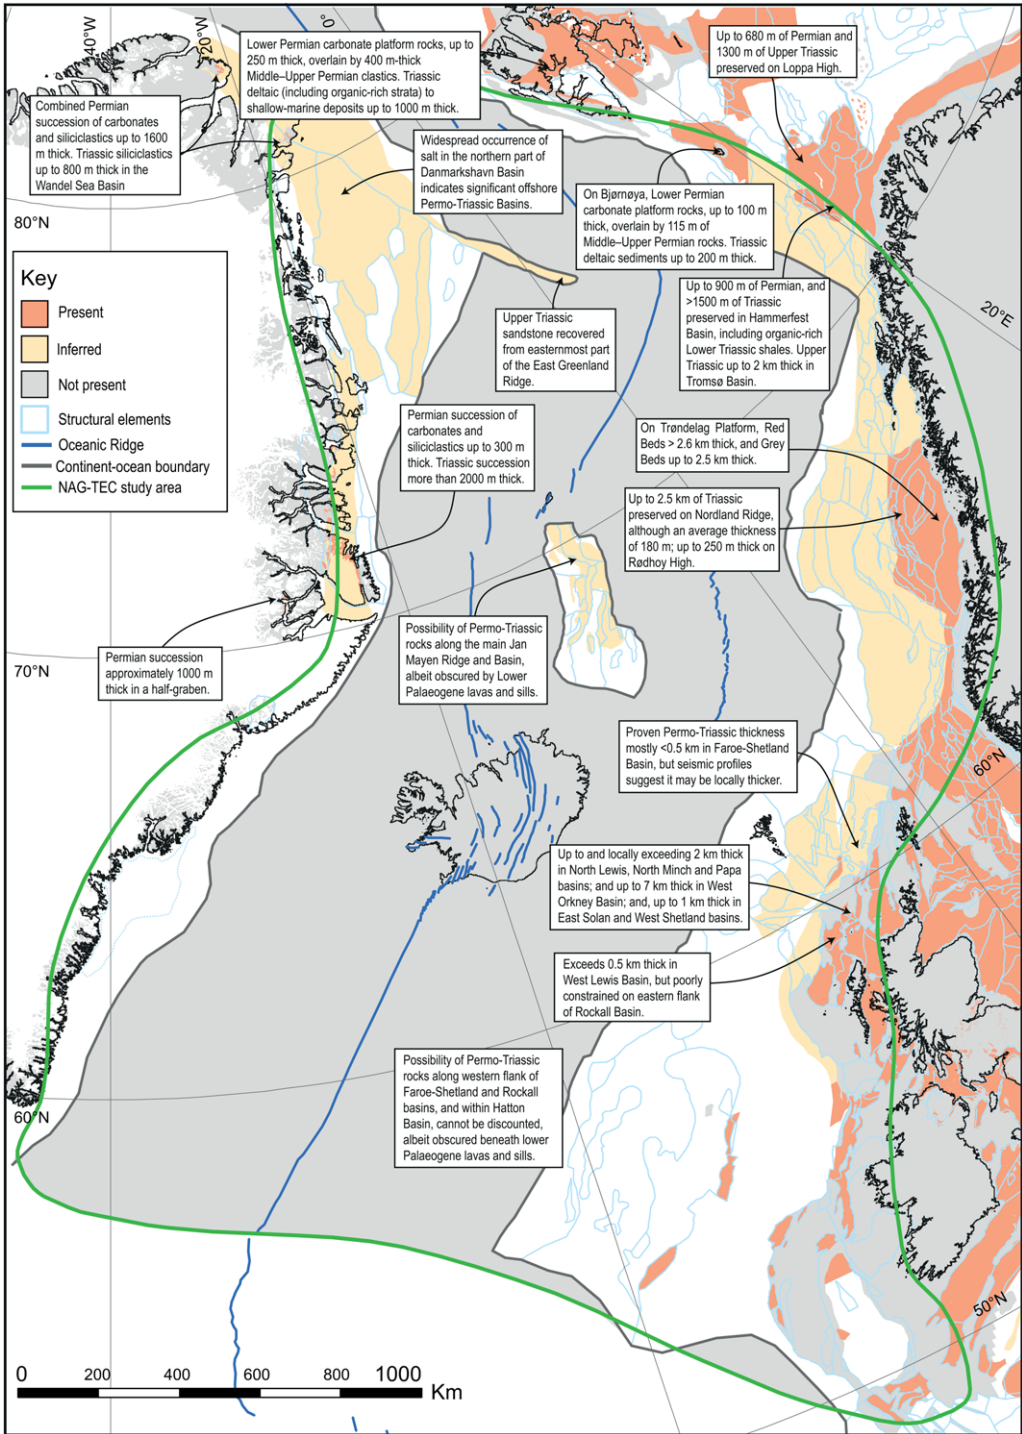 40°W
20°W
0°
Lower Permian carbonate platform rocks, up to
250 m thick, overlain by 400 m-thick
Middle–Upper Permian clastics. Triassic
deltaic (including organic-rich strata) to
shallow-marine deposits up to 1000 m thick.
Up to 680 m of Permian and
1300 m of Upper Triassic
preserved on Loppa High.
Combined Permian
succession of carbonates
and siliciclastics up to 1600
m thick. Triassic siliciclastics
up to 800 m thick in the
Wandel Sea Basin
Widespread occurrence of
salt in the northern part of
Danmarkshavn Basin
indicates significant offshore
Permo-Triassic Basins.
On Bjørnøya, Lower Permian
carbonate platform rocks, up to 100 m
thick, overlain by 115 m of
Middle–Upper Permian rocks. Triassic
deltaic sediments up to 200 m thick.
80°N
Key
Present
Inferred
Not present
Structural elements
Oceanic Ridge
Continent-ocean boundary
NAG-TEC study area
Up to 900 m of Permian, and
>1500 m of Triassic
preserved in Hammerfest
Basin, including organic-rich
Lower Triassic shales. Upper
Triassic up to 2 km thick in
Tromsø Basin.
20°E
Upper Triassic
sandstone recovered
from easternmost part
of the East Greenland
Ridge.
Permian succession of
carbonates and
siliciclastics up to 300 m
thick. Triassic succession
more than 2000 m thick.
On Trøndelag Platform, Red
Beds > 2.6 km thick, and Grey
Beds up to 2.5 km thick.
Up to 2.5 km of Triassic
preserved on Nordland Ridge,
although an average thickness
of 180 m; up to 250 m thick on
Rødhoy High.
Possibility of Permo-Triassic
rocks along the main Jan
Mayen Ridge and Basin,
albeit obscured by Lower
Palaeogene lavas and sills.
Permian succession
approximately 1000 m
thick in a half-graben.
70°N
Proven Permo-Triassic thickness
mostly <0.5 km in Faroe-Shetland
Basin, but seismic profiles
suggest it may be locally thicker.
60°N
Up to and locally exceeding 2 km thick
in North Lewis, North Minch and Papa
basins; and up to 7 km thick in West
Orkney Basin; and, up to 1 km thick in
East Solan and West Shetland basins.
Exceeds 0.5 km thick in
West Lewis Basin, but poorly
constrained on eastern flank
of Rockall Basin.
Possibility of Permo-Triassic
rocks along western flank of
Faroe-Shetland and Rockall
basins, and within Hatton
Basin, cannot be discounted,
albeit obscured beneath lower
Palaeogene lavas and sills.
60°N
50°N
0 200 400 600 800 1000
Km